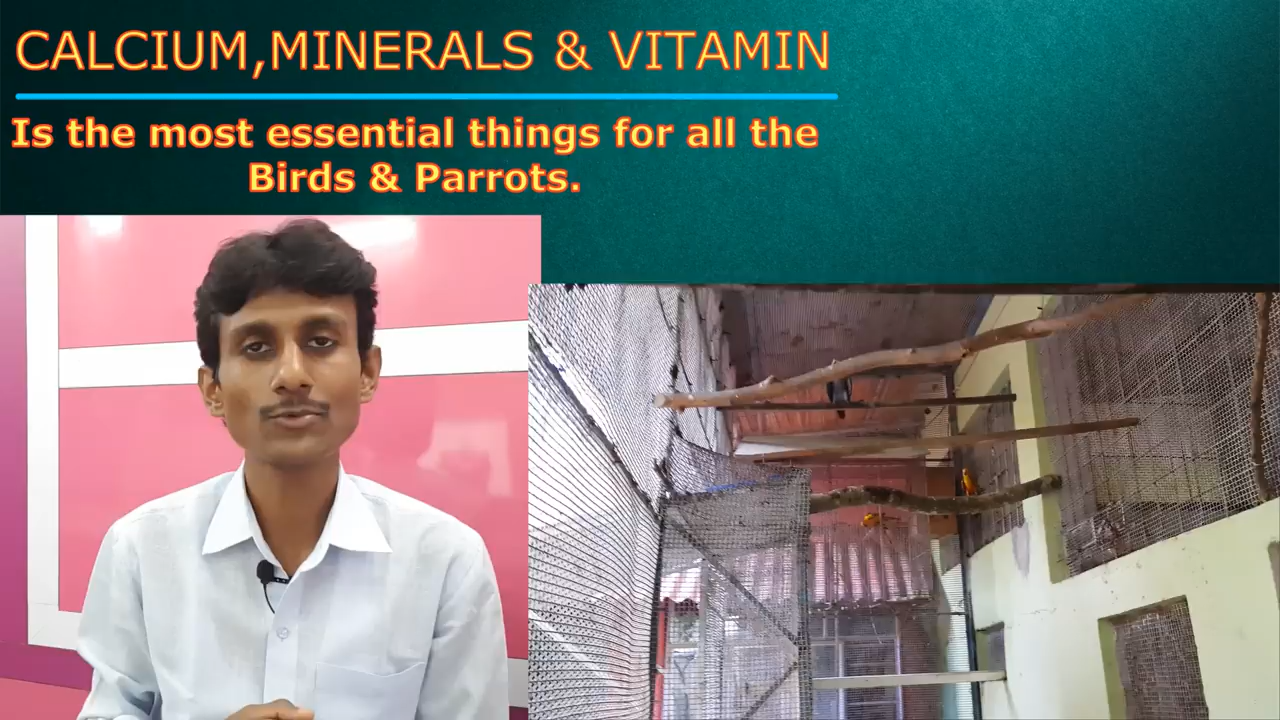 CALCIUM,MINERALS & VITAMIN
Is the most essential things for all the
Birds & Parrots.